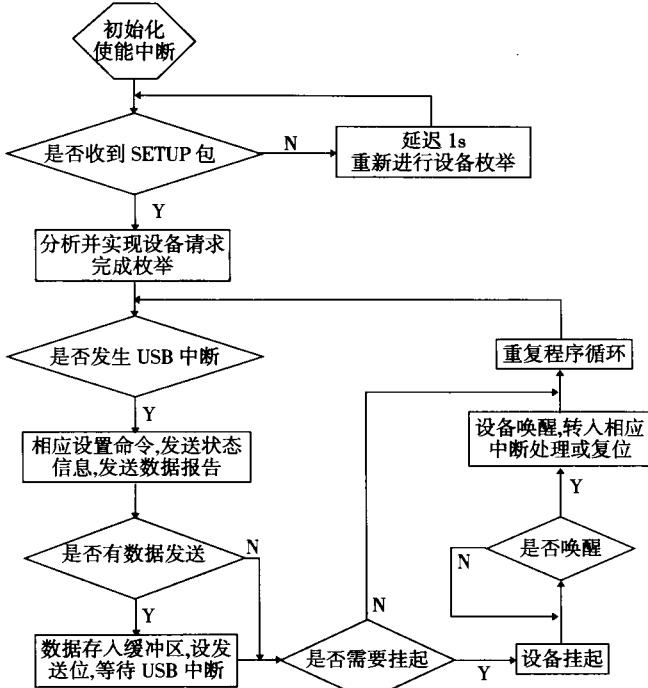 初始化
使能中断
是否收到 SETUP 包
N
延迟 1s
重新进行设备枚举
Y
分析并实现设备请求
完成枚举
是否发生 USB 中断
重复程序循环
Y
相应设置命令,发送状态
信息,发送数据报告
设备唤醒,转入相应
中断处理或复位
Y
是否有数据发送
N
是否唤醒
N
Y
N
数据存入缓冲区,设发
送位,等待 USB 中断
是否需要挂起
Y
设备挂起